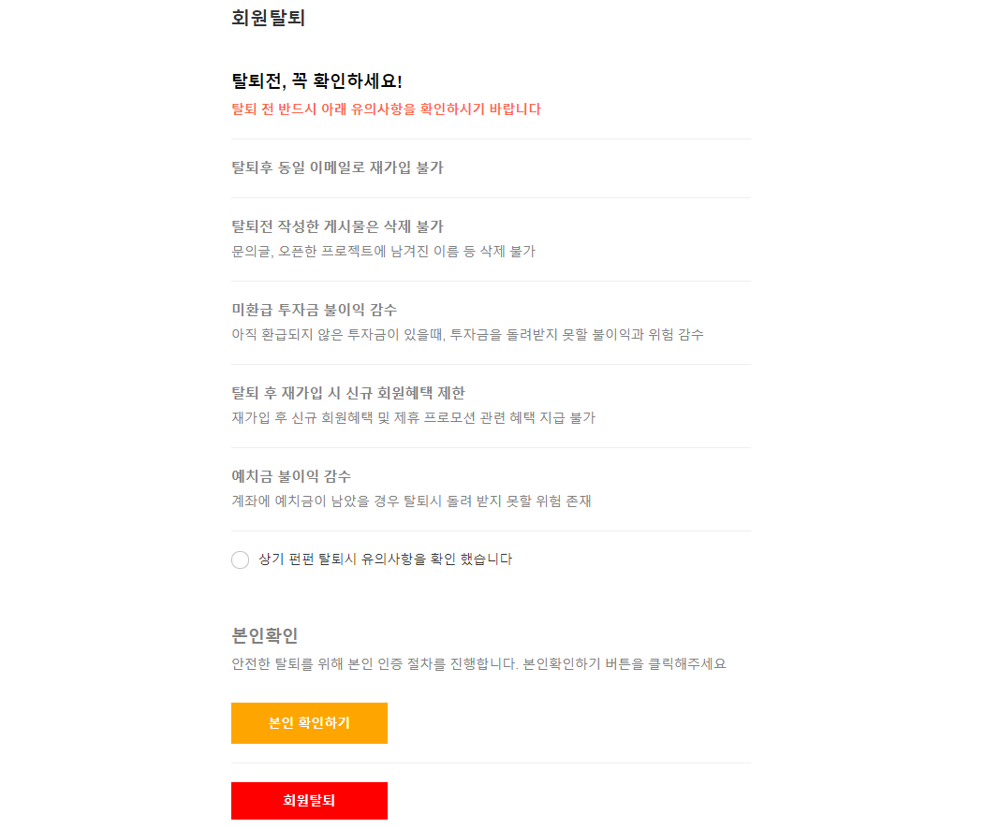 회원탈퇴
탈퇴전, 꼭 확인하세요!
탈퇴 전 반드시 아래 유의사항을 확인하시기 바랍니다
탈퇴후 동일 이메일로 재가입 불가
탈퇴전 작성한 게시물은 삭제 불가
문의글, 오픈한 프로젝트에 남겨진 이름 등 삭제 불가
미환급 투자금 불이익 감수
아직 환급되지 않은 투자금이 있을때, 투자금을 돌려받지 못할 불이익과 위험 감수
탈퇴 후 재가입 시 신규 회원혜택 제한
재가입 후 신규 회원혜택 및 제휴 프로모션 관련 혜택 지급 불가
예치금 불이익 감수
계좌에 예치금이 남았을 경우 탈퇴시 돌려 받지 못할 위험 존재
상기 펀펀 탈퇴시 유의사항을 확인 했습니다
본인확인
안전한 탈퇴를 위해 본인 인증 절차를 진행합니다. 본인확인하기 버튼을 클릭해주세요
본인 확인하기
회원탈퇴